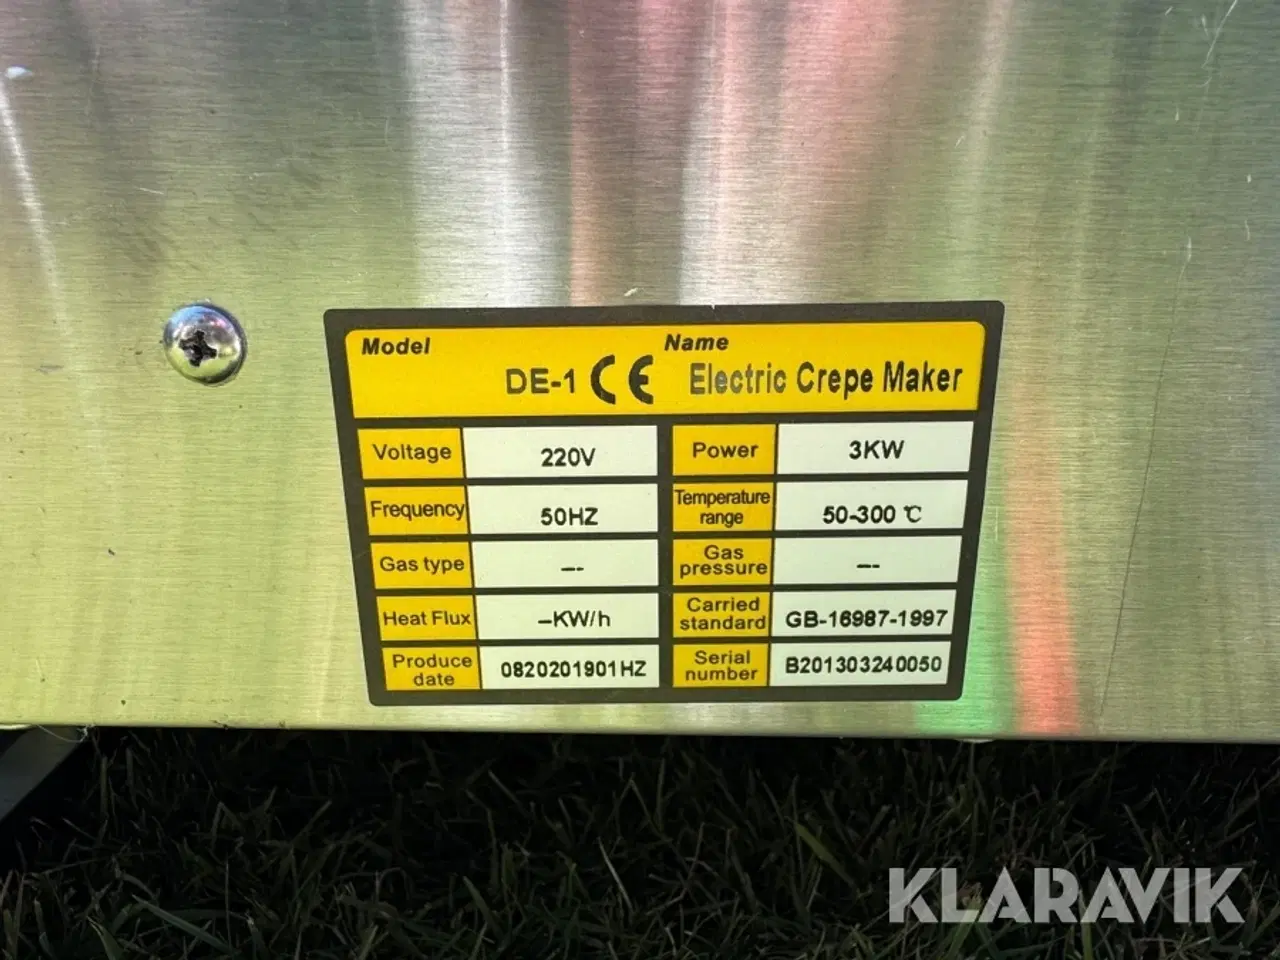 Model Name
DE-1 CE Electric Crepe Maker
Voltage 220V Power 3KW
Frequency 50HZ Temperature range 50-300 ℃
Gas type --- Gas pressure ---
Heat Flux –KW/h Carried standard GB-16987-1997
Produce date 0820201901HZ Serial number B201303240050
KLARAVIK